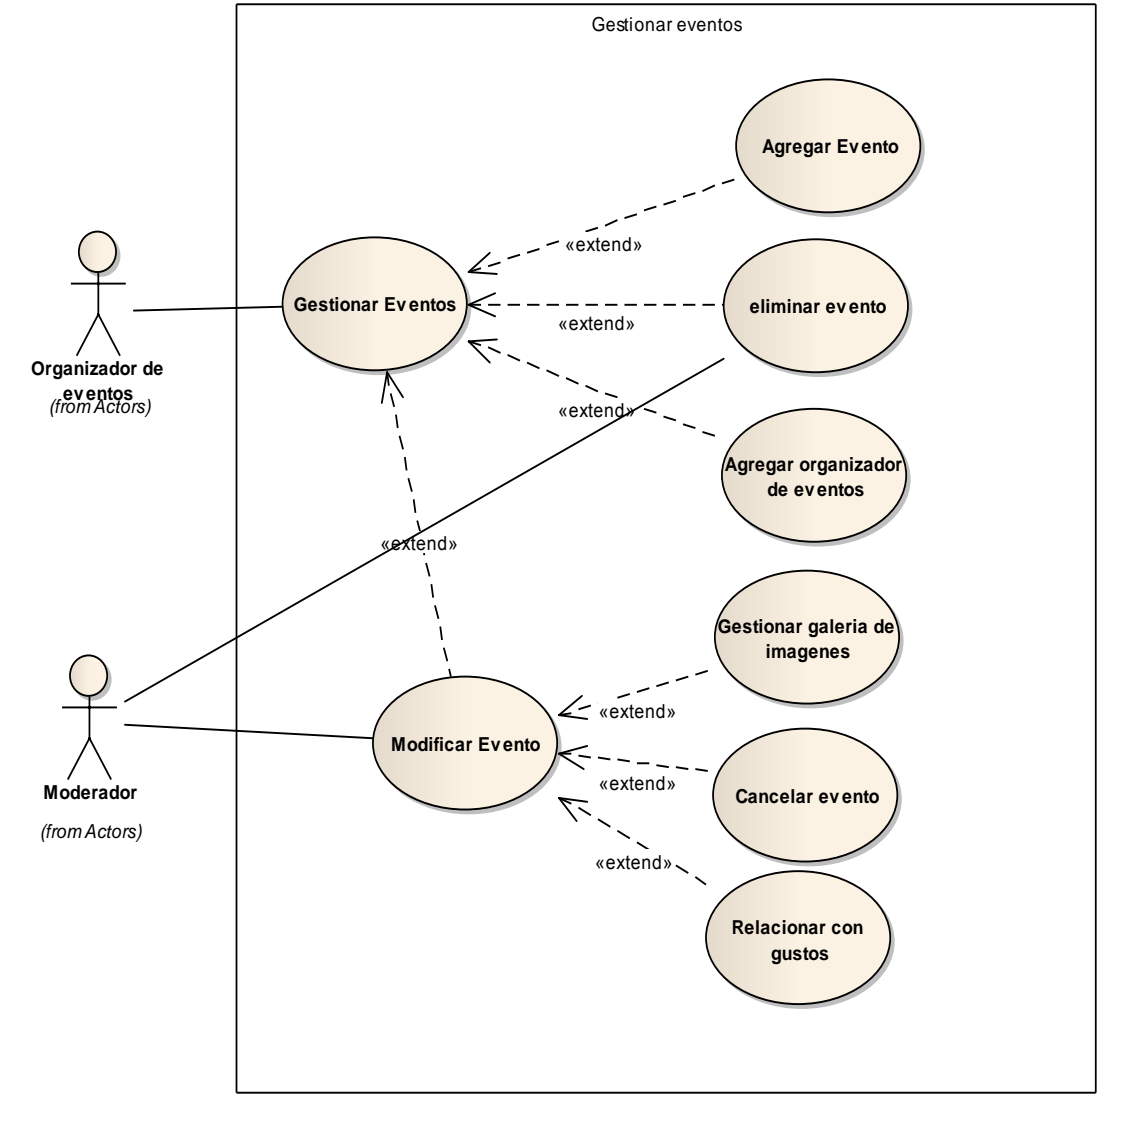 Gestionar eventos
Agregar Evento
«extend»
Gestionar Eventos
eliminar evento
«extend»
Organizador de
eventos
(from Actors)
«extend»
Agregar organizador
de eventos
«extend»
Gestionar galeria de
imagenes
«extend»
Modificar Evento
Moderador
(from Actors)
«extend»
Cancelar evento
«extend»
Relacionar con
gustos